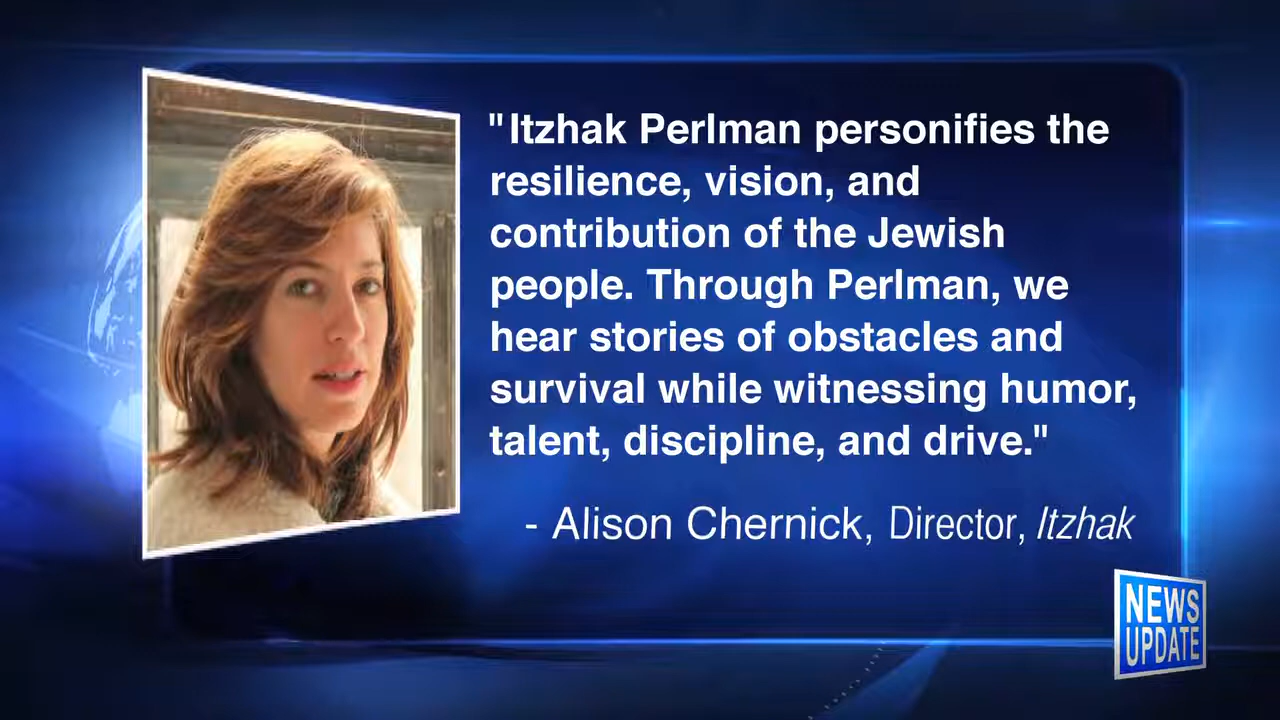 "Itzhak Perlman personifies the
resilience, vision, and
contribution of the Jewish
people. Through Perlman, we
hear stories of obstacles and
survival while witnessing humor,
talent, discipline, and drive."
- Alison Chernick, Director, Itzhak
NEWS
UPDATE